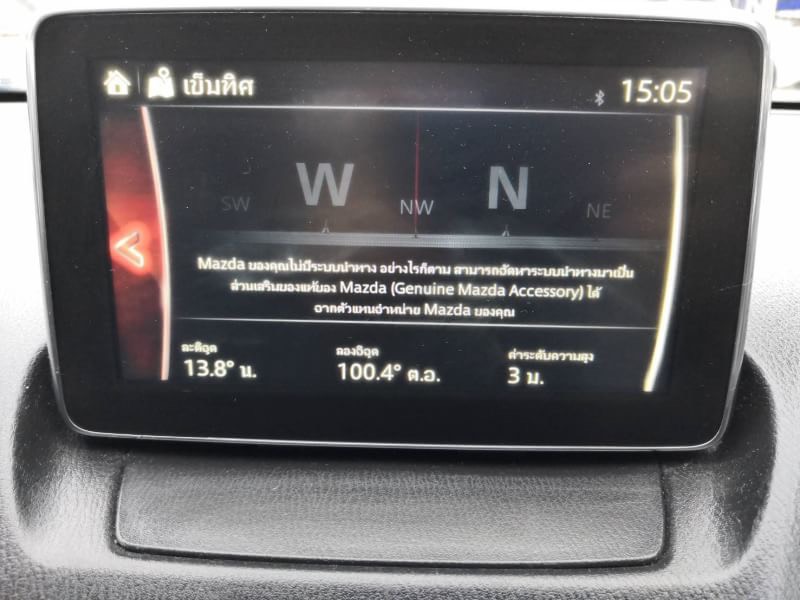 เข็มทิศ 15:05
W N
SW NW NE
Mazda ของคุณไม่มีระบบนำทาง อย่างไรก็ตาม สามารถจัดหาระบบนำทางมาเป็น
ส่วนเสริมของแท้ของ Mazda (Genuine Mazda Accessory) ได้
จากตัวแทนจำหน่าย Mazda ของคุณ
ละติจูด ลองจิจูด ค่าระดับความสูง
13.8° น. 100.4° ต.อ. 3 ม.